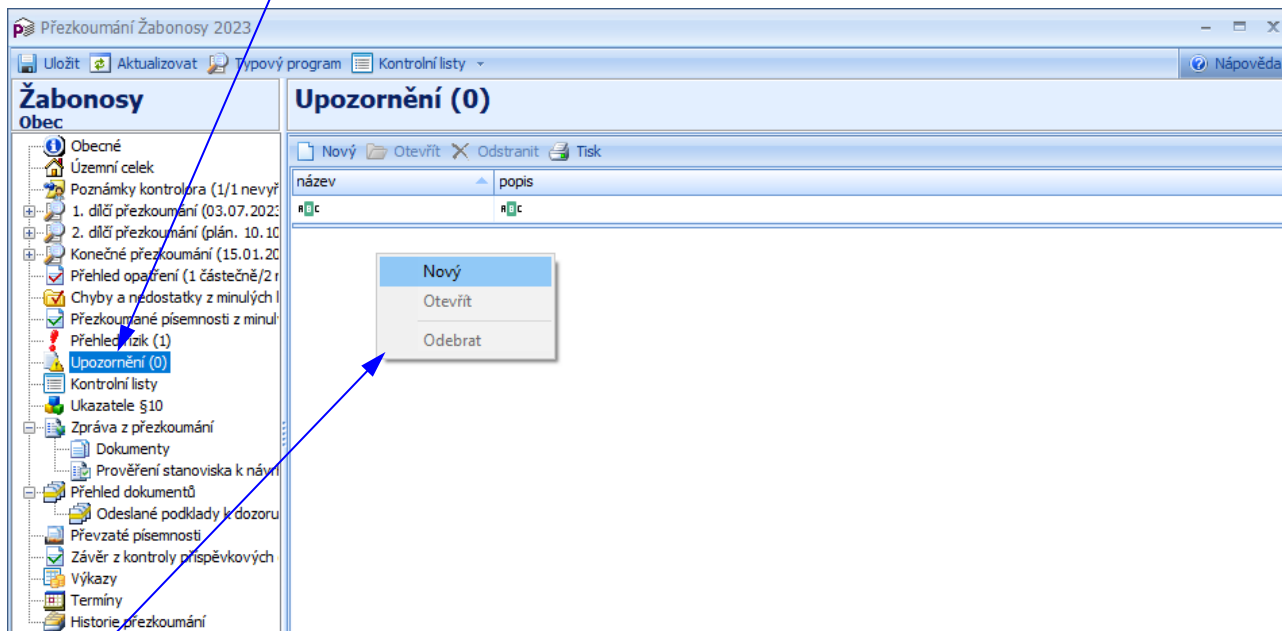 Přezkoumání Žabonosy 2023
Uložit Aktualizovat Typový program Kontrolní listy Nápověda
Žabonosy
Obec
Upozornění (0)
Obecné
Územní celek
Poznámky kontrolora (1/1 nevyř
1. dílčí přezkoumání (03.07.2023
2. dílčí přezkoumání (plán. 10.10
Konečné přezkoumání (15.01.20
Přehled opatření (1 částečně/2 r
Chyby a nedostatky z minulých l
Přezkoumané písemnosti z minul
Přehled rizik (1)
Upozornění (0)
Kontrolní listy
Ukazatele §10
Zpráva z přezkoumání
Dokumenty
Prověření stanoviska k návr
Přehled dokumentů
Odeslané podklady k dozoru
Převzaté písemnosti
Závěr z kontroly příspěvkových
Výkazy
Termíny
Historie přezkoumání
Nový Otevřít Odstranit Tisk
název popis
ABC ABC
Nový
Otevřít
Odebrat